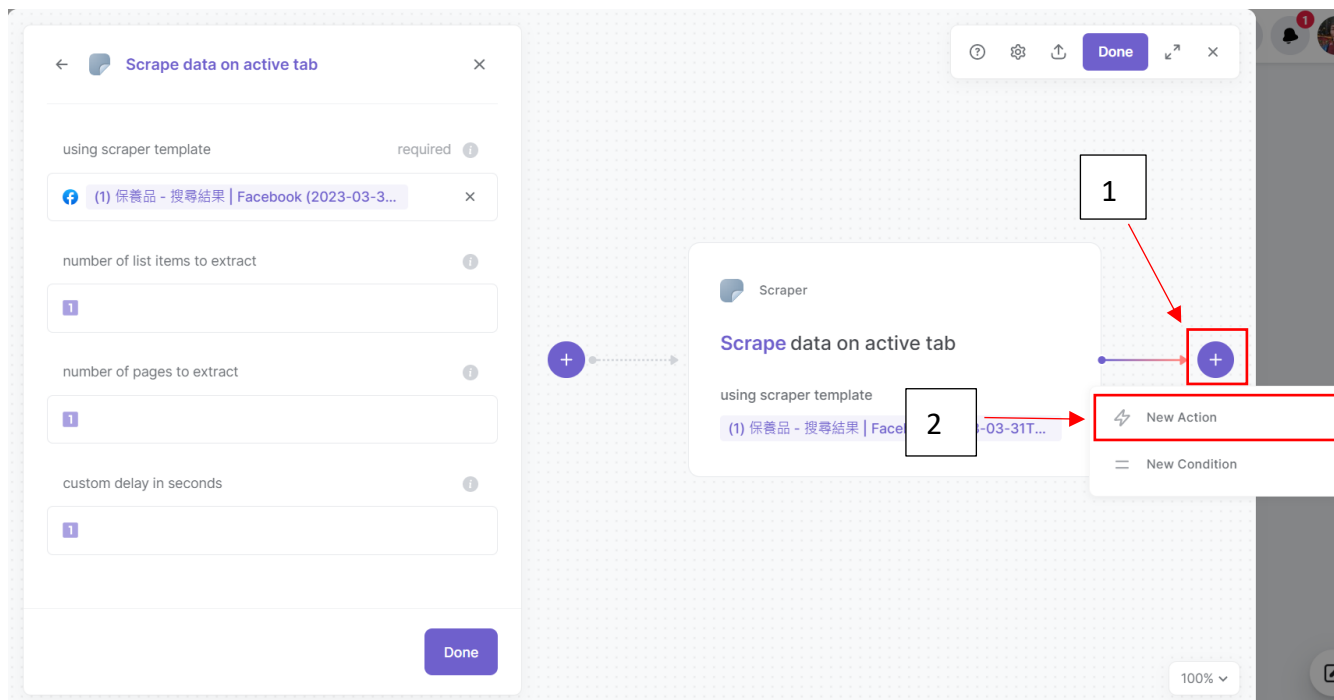 Scrape data on active tab
using scraper template required
(1) 保養品 - 搜尋結果 | Facebook (2023-03-3...
number of list items to extract
1
number of pages to extract
1
custom delay in seconds
1
Done
Done
1
1
Scraper
Scrape data on active tab
using scraper template
(1) 保養品 - 搜尋結果 | Face
2
-03-31T...
New Action
New Condition
100%